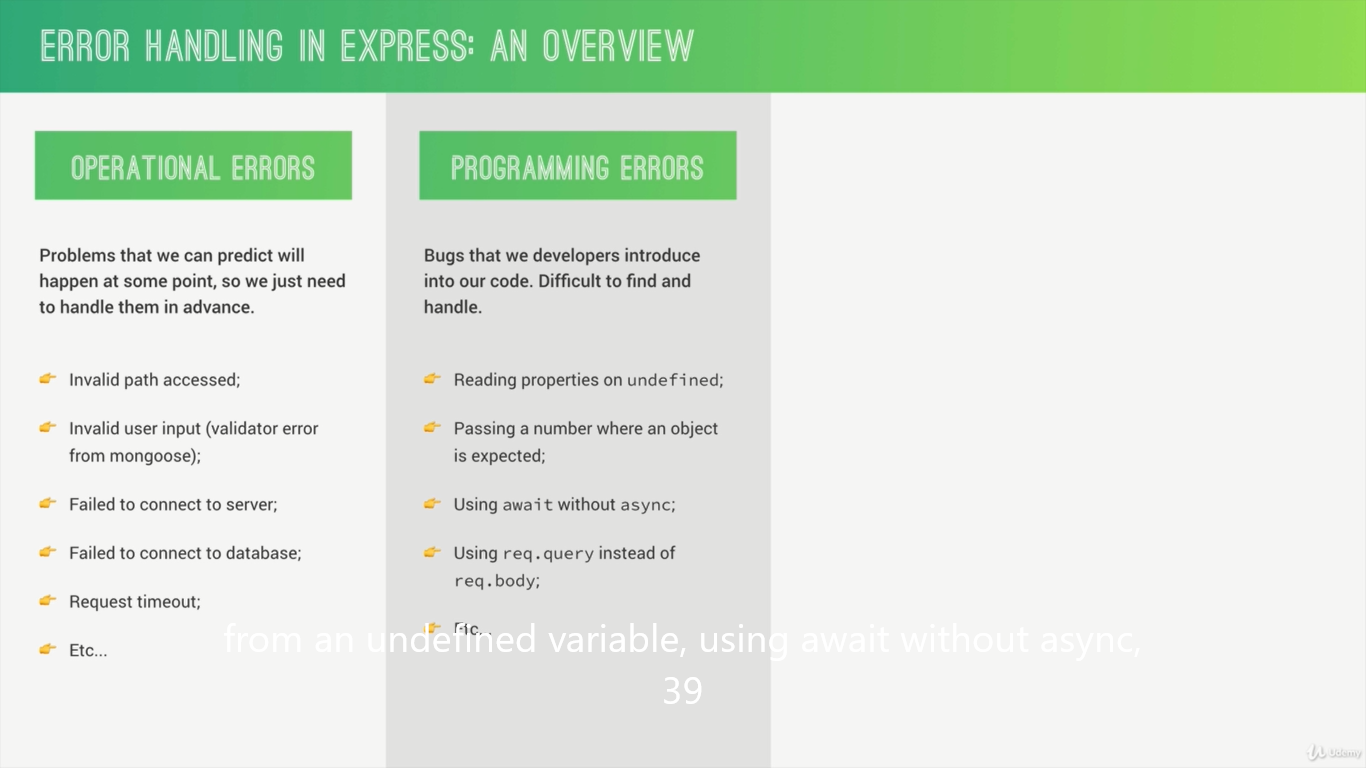 ERROR HANDLING IN EXPRESS: AN OVERVIEW
OPERATIONAL ERRORS
Problems that we can predict will
happen at some point, so we just need
to handle them in advance.
Invalid path accessed;
Invalid user input (validator error
from mongoose);
Failed to connect to server;
Failed to connect to database;
Request timeout;
Etc...
PROGRAMMING ERRORS
Bugs that we developers introduce
into our code. Difficult to find and
handle.
Reading properties on undefined;
Passing a number where an object
is expected;
Using await without async;
Using req.query instead of
req.body;
Etc...
from an undefined variable, using await without async,
39
Udemy